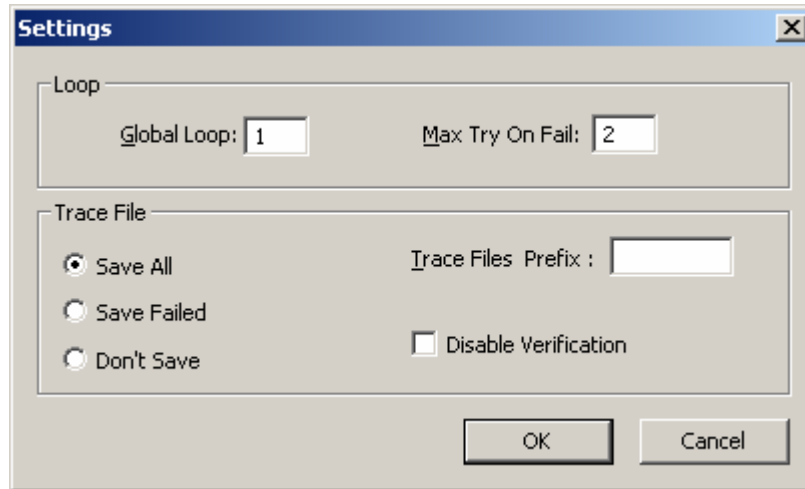 Settings
Loop
Global Loop: 1 Max Try On Fail: 2
Trace File
Save All Trace Files Prefix :
Save Failed
Disable Verification
Don't Save
OK Cancel